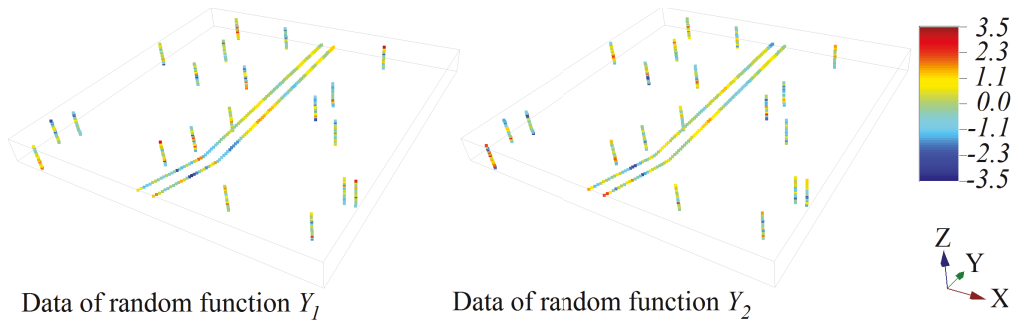 3.5
2.3
1.1
0.0
-1.1
-2.3
-3.5
Z
Y
X
Data of random function Y1
Data of random function Y2